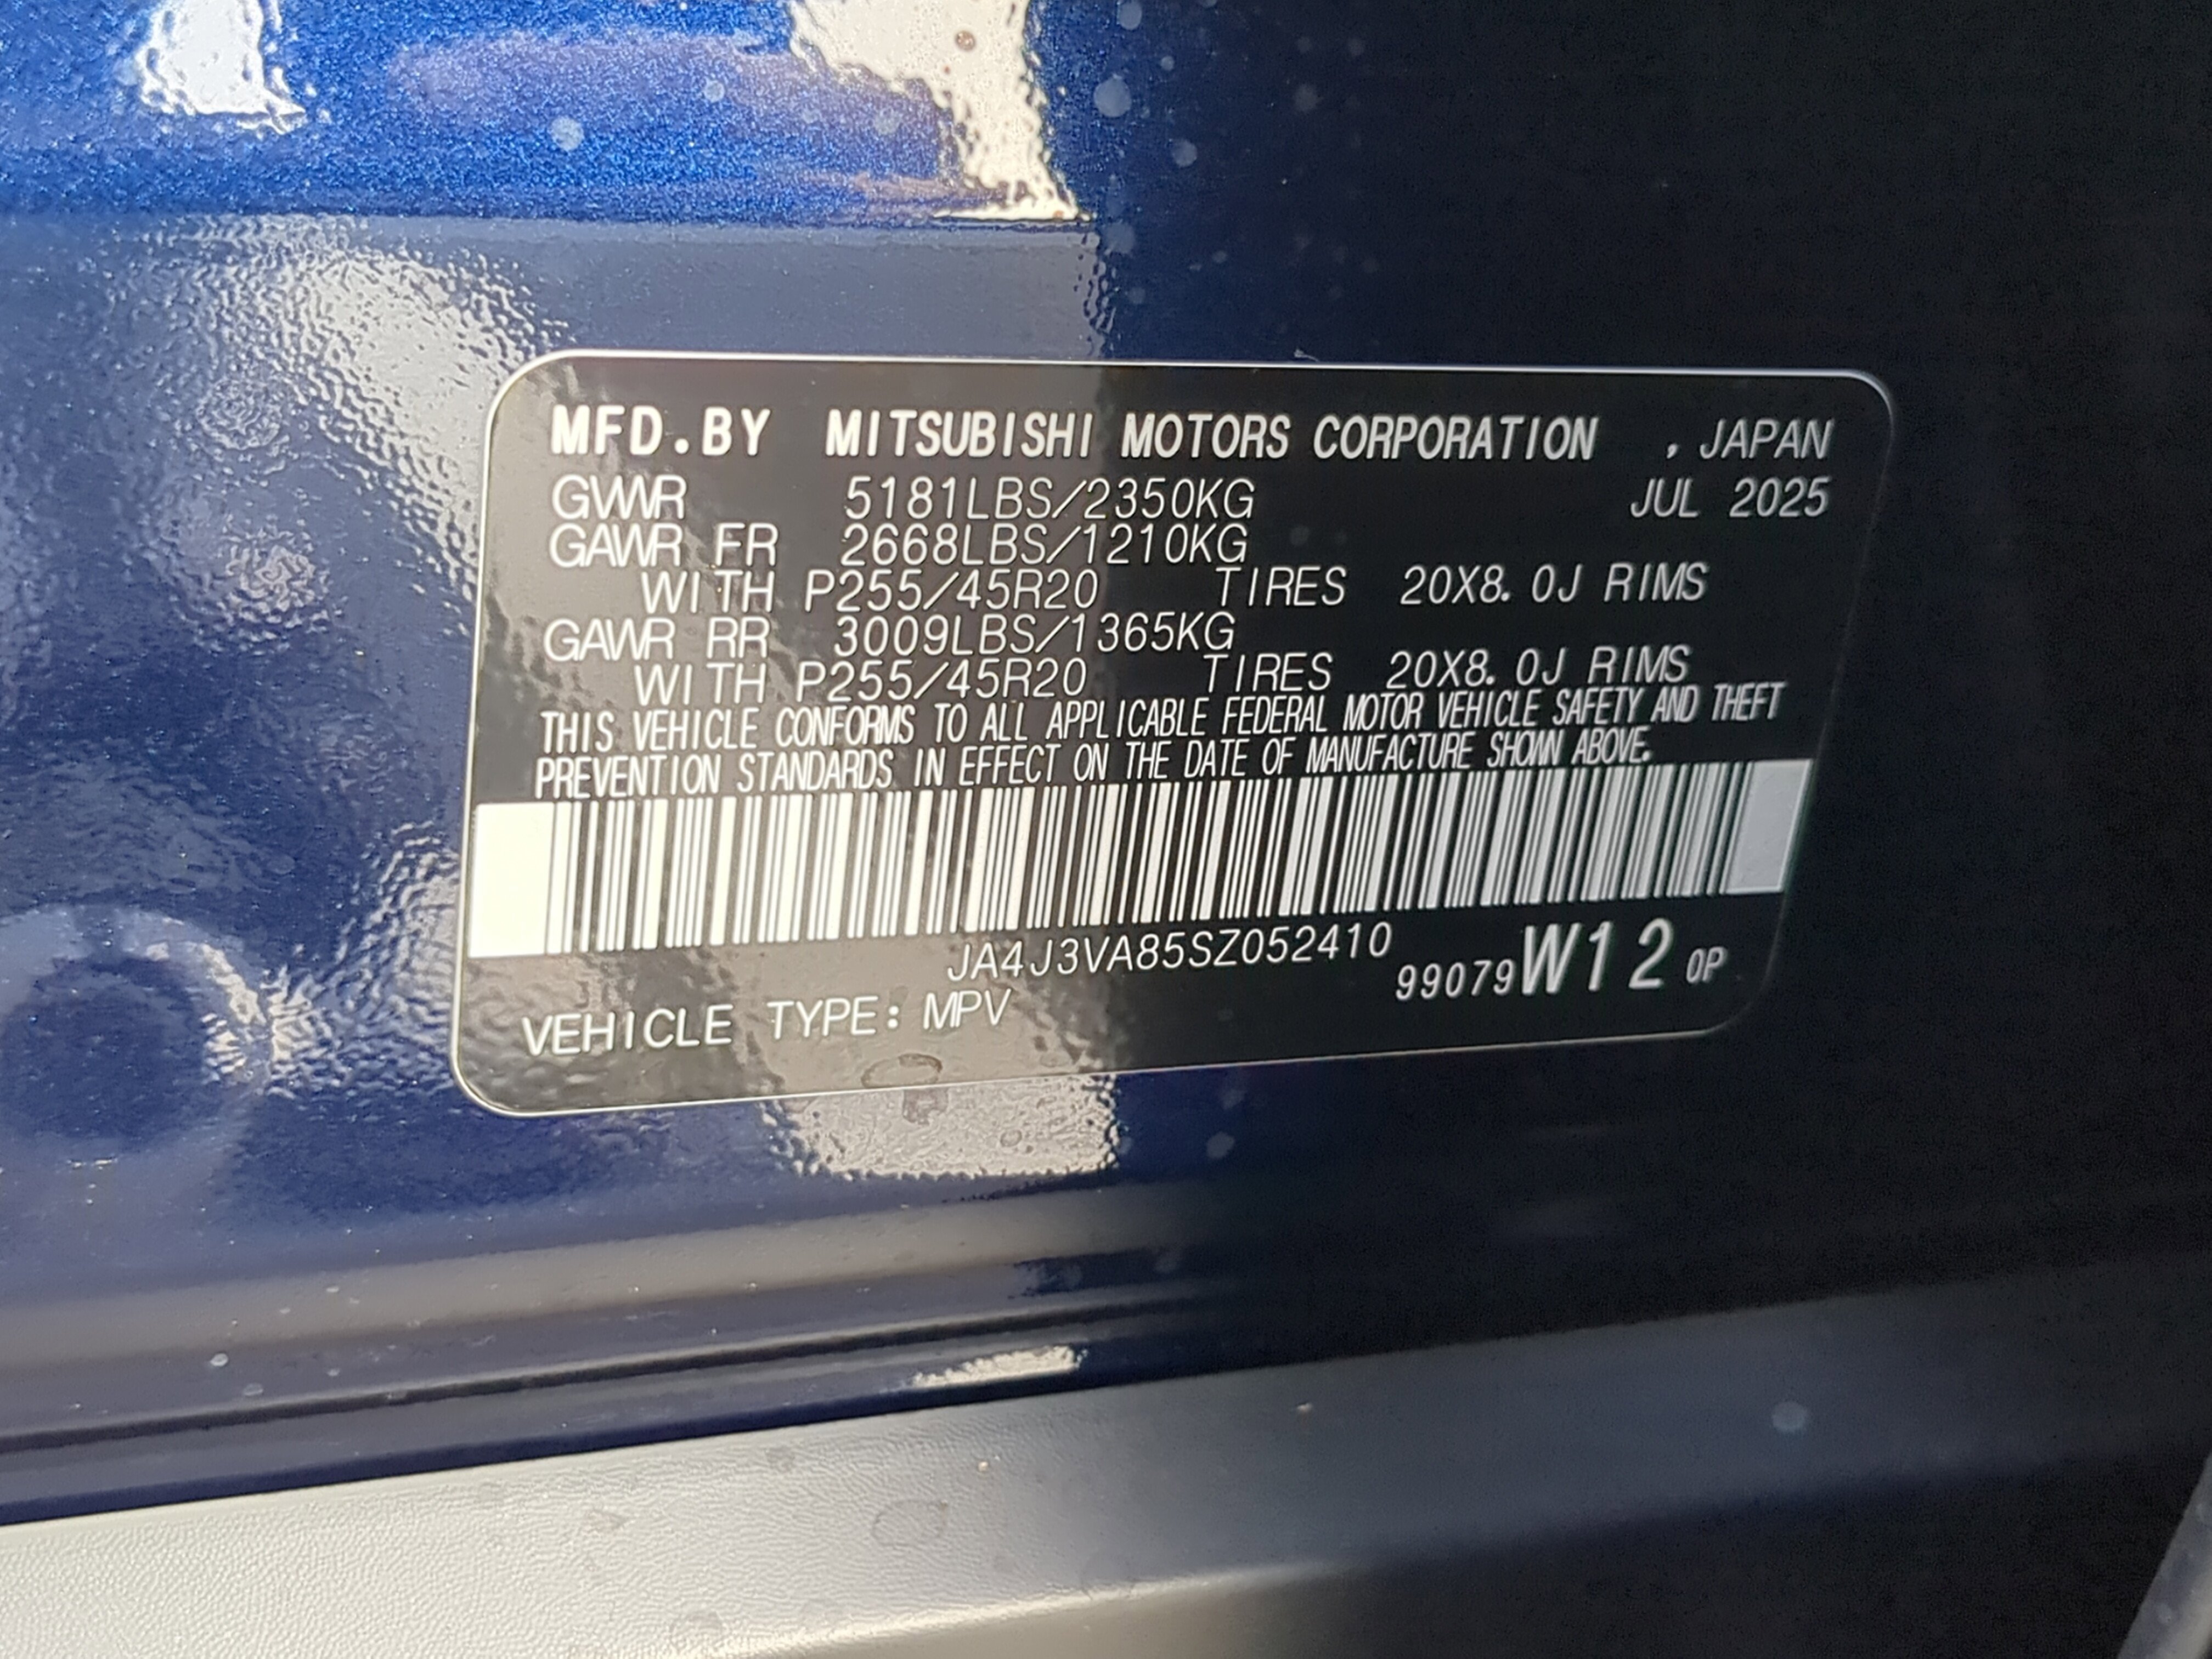 MFD.BY MITSUBISHI MOTORS CORPORATION , JAPAN
GVWR 5181LBS/2350KG JUL 2025
GAWR FR 2668LBS/1210KG
WITH P255/45R20 TIRES 20X8.0J RIMS
GAWR RR 3009LBS/1365KG
WITH P255/45R20 TIRES 20X8.0J RIMS
THIS VEHICLE CONFORMS TO ALL APPLICABLE FEDERAL MOTOR VEHICLE SAFETY AND THEFT
PREVENTION STANDARDS IN EFFECT ON THE DATE OF MANUFACTURE SHOWN ABOVE.
JA4J3VA85SZ052410
99079 W12 0P
VEHICLE TYPE: MPV